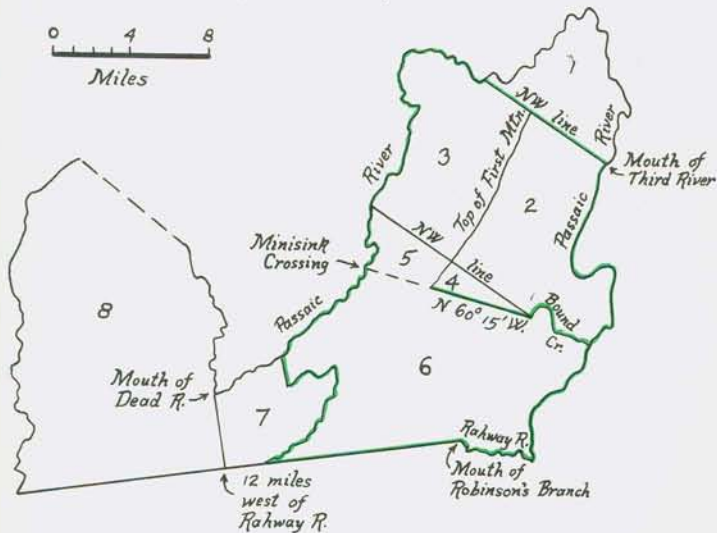 0 4 8
Miles
1
NW line
River
Mouth of
Third River
3
River
Top of First Mtn.
2
Passaic
Minisink
Crossing
NW line
5
4
N 60° 15' W.
Bound
Cr.
Passaic
8
6
Mouth of
Dead R.
7
Rahway R.
Mouth of
Robinson's Branch
12 miles
west of
Rahway R.